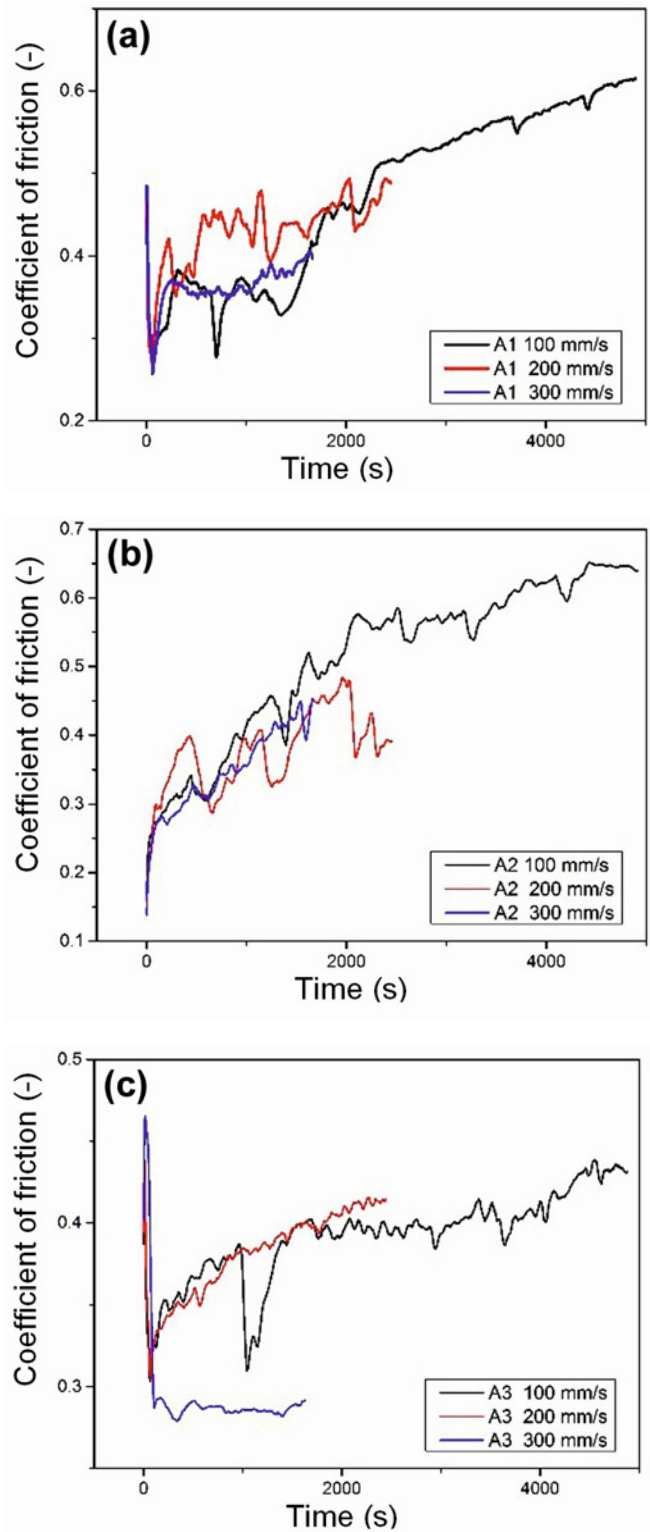 (a)
Coefficient of friction (-)
0.6
0.4
0.2
A1 100 mm/s
A1 200 mm/s
A1 300 mm/s
0 2000 4000
Time (s)
(b)
Coefficient of friction (-)
0.7
0.6
0.5
0.4
0.3
0.2
0.1
A2 100 mm/s
A2 200 mm/s
A2 300 mm/s
0 2000 4000
Time (s)
(c)
Coefficient of friction (-)
0.5
0.4
0.3
A3 100 mm/s
A3 200 mm/s
A3 300 mm/s
0 2000 4000
Time (s)